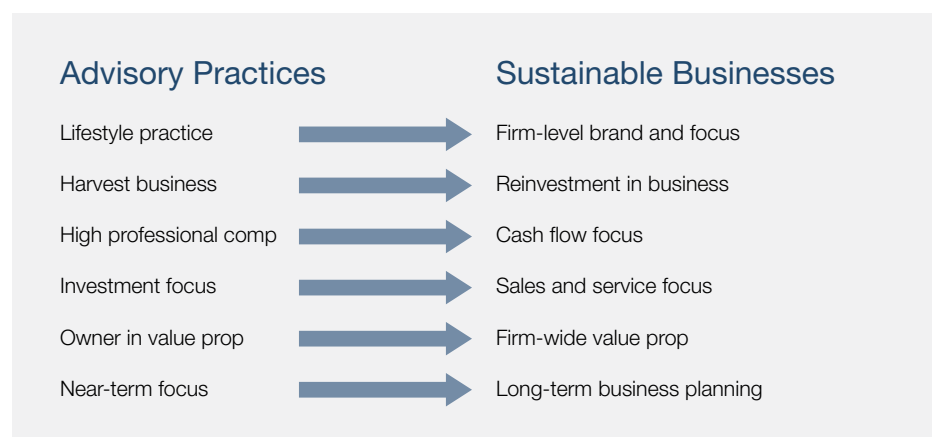 Advisory Practices
Sustainable Businesses
Lifestyle practice
Firm-level brand and focus
Harvest business
Reinvestment in business
High professional comp
Cash flow focus
Investment focus
Sales and service focus
Owner in value prop
Firm-wide value prop
Near-term focus
Long-term business planning